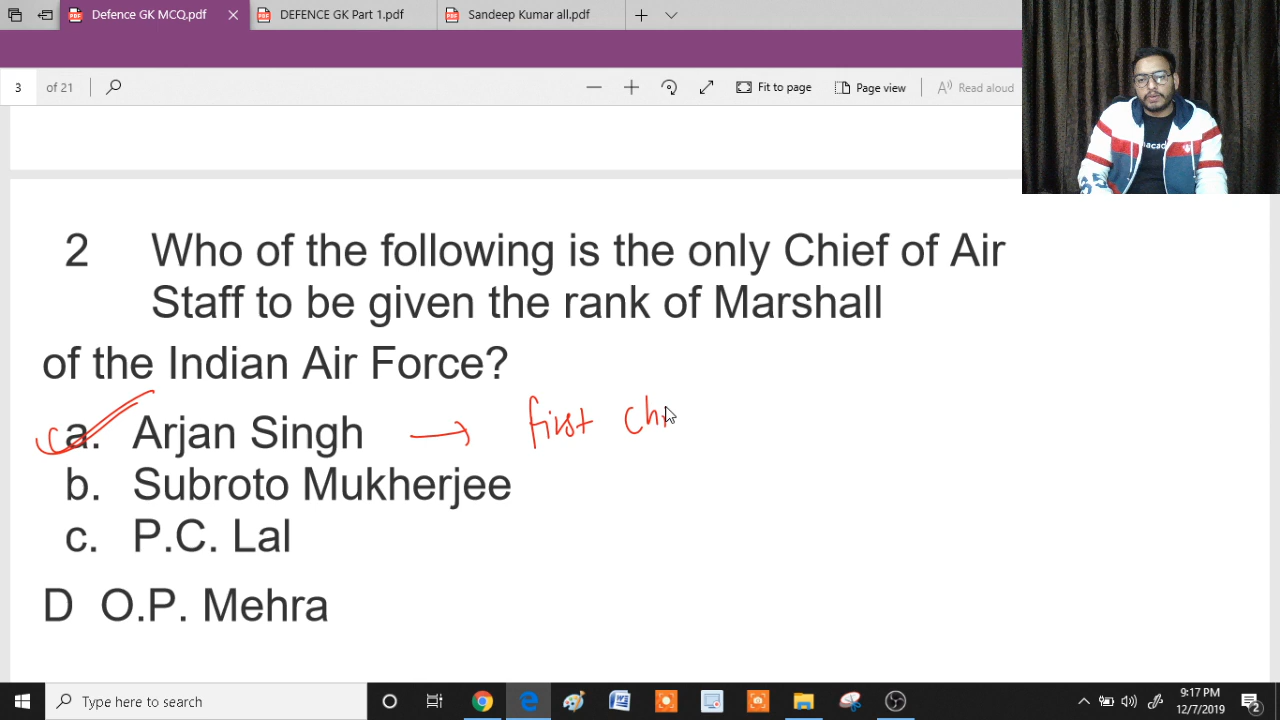 Defence GK MCQ.pdf
DEFENCE GK Part 1.pdf
Sandeep Kumar all.pdf
3 of 21
Fit to page
Page view
Read aloud
2 Who of the following is the only Chief of Air
Staff to be given the rank of Marshall
of the Indian Air Force?
a. Arjan Singh → first
b. Subroto Mukherjee
c. P.C. Lal
D O.P. Mehra
Type here to search
9:17 PM
12/7/2019
2